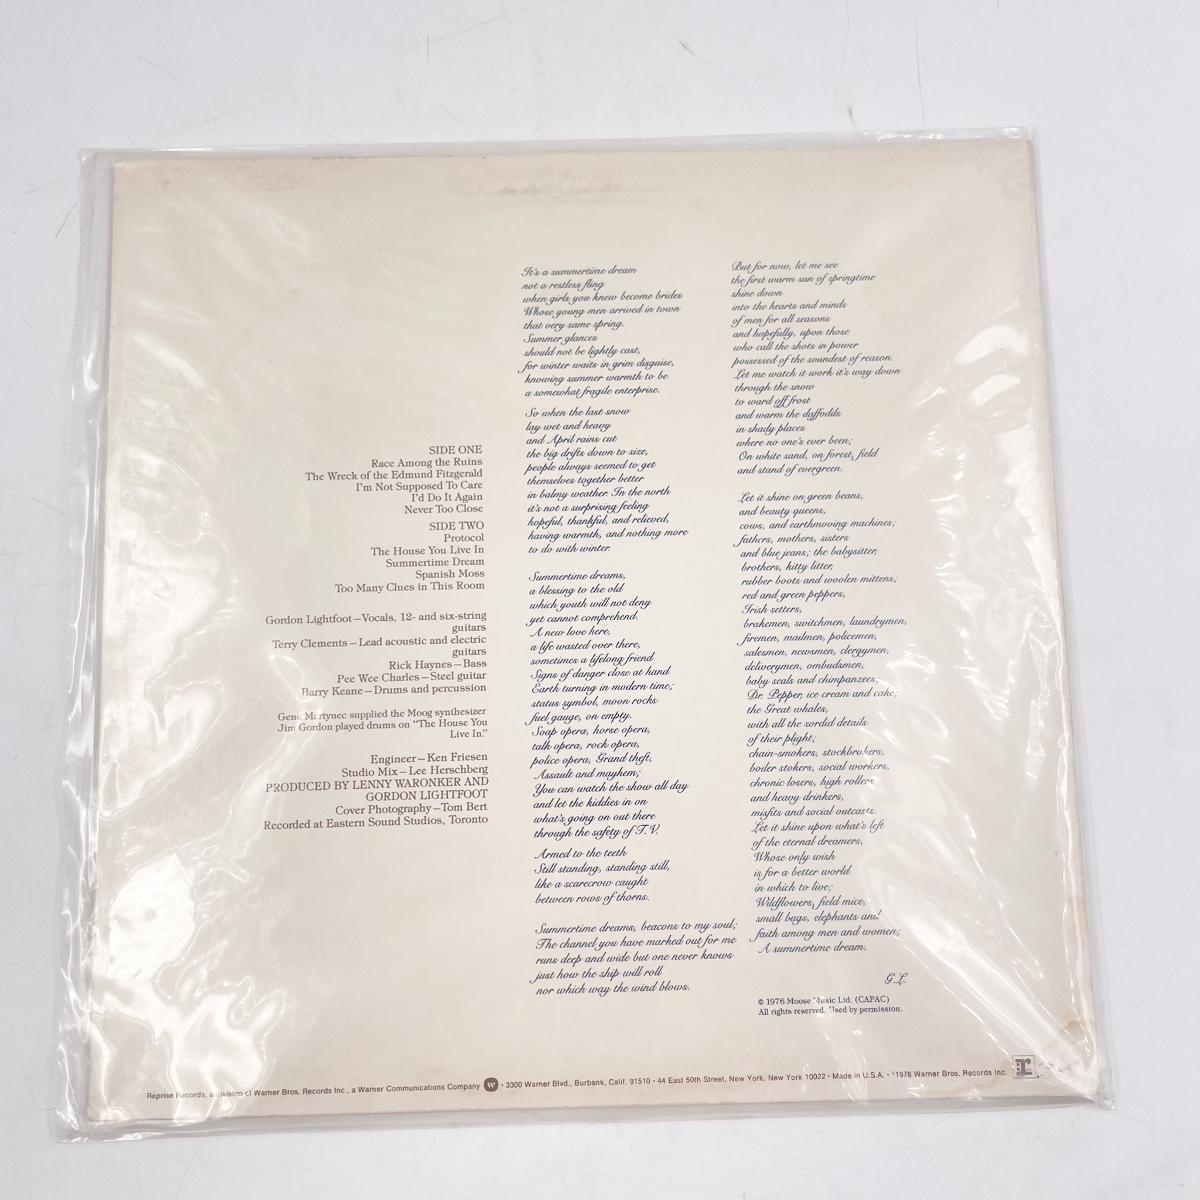 SIDE ONE
Race Among the Ruins
The Wreck of the Edmund Fitzgerald
I'm Not Supposed To Care
I'd Do It Again
Never Too Close
SIDE TWO
Protocol
The House You Live In
Summertime Dream
Spanish Moss
Too Many Clues in This Room
Gordon Lightfoot—Vocals, 12- and six-string
guitars
Terry Clements—Lead acoustic and electric
guitars
Rick Haynes—Bass
Pee Wee Charles—Steel guitar
Barry Keane—Drums and percussion
Gene Martynec supplied the Moog synthesizer
Jim Gordon played drums on "The House You
Live In."
Engineer—Ken Friesen
Studio Mix—Lee Herschberg
PRODUCED BY LENNY WARONKER AND
GORDON LIGHTFOOT
Cover Photography—Tom Bert
Recorded at Eastern Sound Studios, Toronto
It's a summertime dream
not a restless fling
when girls you knew become brides
Whose young men arrived in town
that very same spring.
Summer glances
should not be lightly cast,
for winter waits in grim disguise,
knowing summer warmth to be
a somewhat fragile enterprise.
So when the last snow
lay wet and heavy
and April rains cut
the big drifts down to size,
people always seemed to get
themselves together better
in balmy weather. In the north
it's not a surprising feeling
hopeful, thankful, and relieved,
having warmth, and nothing more
to do with winter.
Summertime dreams,
a blessing to the old
which youth will not deny
yet cannot comprehend.
A new love here,
a life wasted over there,
sometimes a lifelong friend
Signs of danger close at hand
Earth turning in modern time;
status symbol, moon rocks
fuel gauge, on empty.
Soap opera, horse opera,
talk opera, rock opera,
police opera, Grand theft,
Assault and mayhem;
You can watch the show all day
and let the kiddies in on
what's going on out there
through the safety of T.V.
Armed to the teeth
Still standing, standing still,
like a scarecrow caught
between rows of thorns.
Summertime dreams, beacons to my soul;
The channel you have marked out for me
runs deep and wide but one never knows
just how the ship will roll
nor which way the wind blows.
But for now, let me see
the first warm sun of springtime
shine down
into the hearts and minds
of men for all seasons
and hopefully, upon those
who call the shots in power
possessed of the soundest of reason.
Let me watch it work it's way down
through the snow
to ward off frost
and warm the daffodils
in shady places
where no one's ever been;
On white sand, on forest, field
and stand of evergreen.
Let it shine on green beans,
and beauty queens,
cows, and earthmoving machines;
fathers, mothers, sisters
and blue jeans; the babysitter,
brothers, kitty litter,
rubber boots and woolen mittens;
red and green peppers,
Irish setters,
brakemen, switchmen, laundrymen,
firemen, mailmen, policemen,
salesmen, newsmen, clergymen,
deliverymen, ombudsmen,
baby seals and chimpanzees;
Dr. Pepper, ice cream and cake;
the Great whales,
with all the sordid details
of their plight;
chain-smokers, stockbrokers,
boiler stokers, social workers,
chronic losers, high rollers
and heavy drinkers,
misfits and social outcasts.
Let it shine upon what's left
of the eternal dreamers,
Whose only wish
is for a better world
in which to live;
Wildflowers, field mice,
small bugs, elephants and
faith among men and women;
A summertime dream.
G.L.
© 1976 Moose Music Ltd. (CAPAC)
All rights reserved. Used by permission.
Reprise Records, a division of Warner Bros. Records Inc., a Warner Communications Company W • 3300 Warner Blvd., Burbank, Calif. 91510 • 44 East 50th Street, New York, New York 10022 • Made in U.S.A. • ℗1976 Warner Bros. Records Inc. r